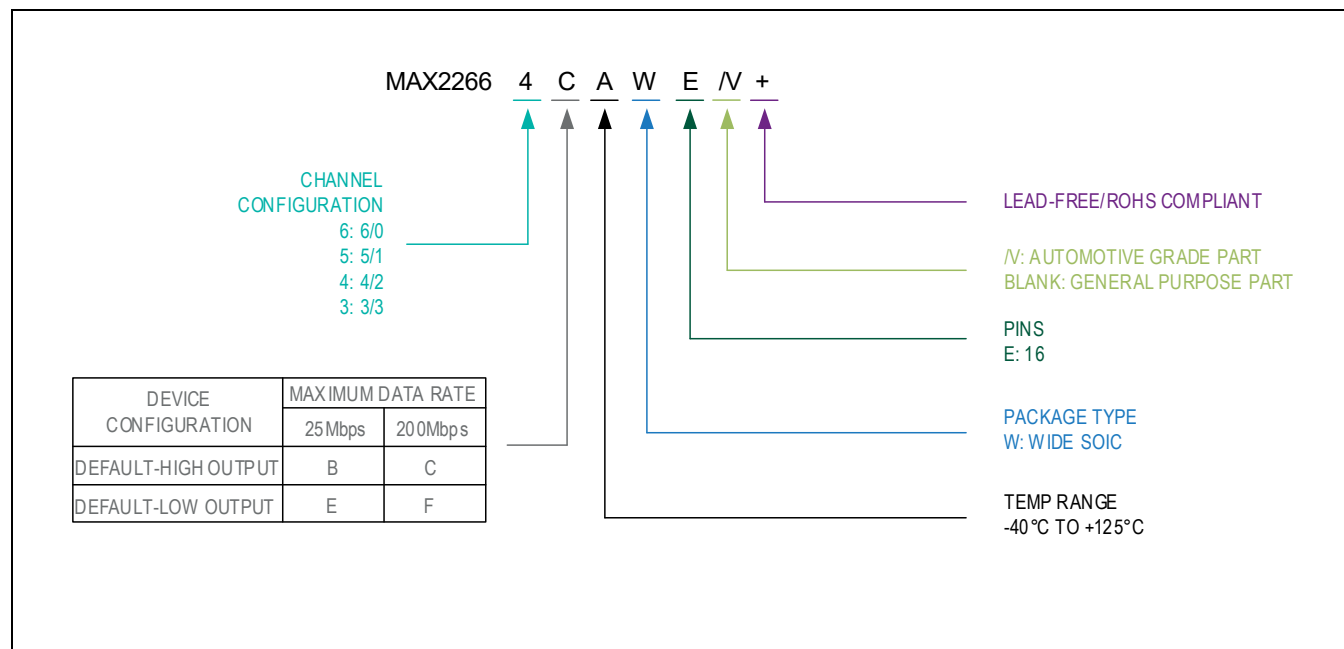 MAX2266 4 C A W E /V +
CHANNEL
CONFIGURATION
6: 6/0
5: 5/1
4: 4/2
3: 3/3
LEAD-FREE/ROHS COMPLIANT
/V: AUTOMOTIVE GRADE PART
BLANK: GENERAL PURPOSE PART
PINS
E: 16
PACKAGE TYPE
W: WIDE SOIC
TEMP RANGE
-40°C TO +125°C
DEVICE
CONFIGURATION
MAXIMUM DATA RATE
25Mbps 200Mbps
DEFAULT-HIGH OUTPUT B C
DEFAULT-LOW OUTPUT E F